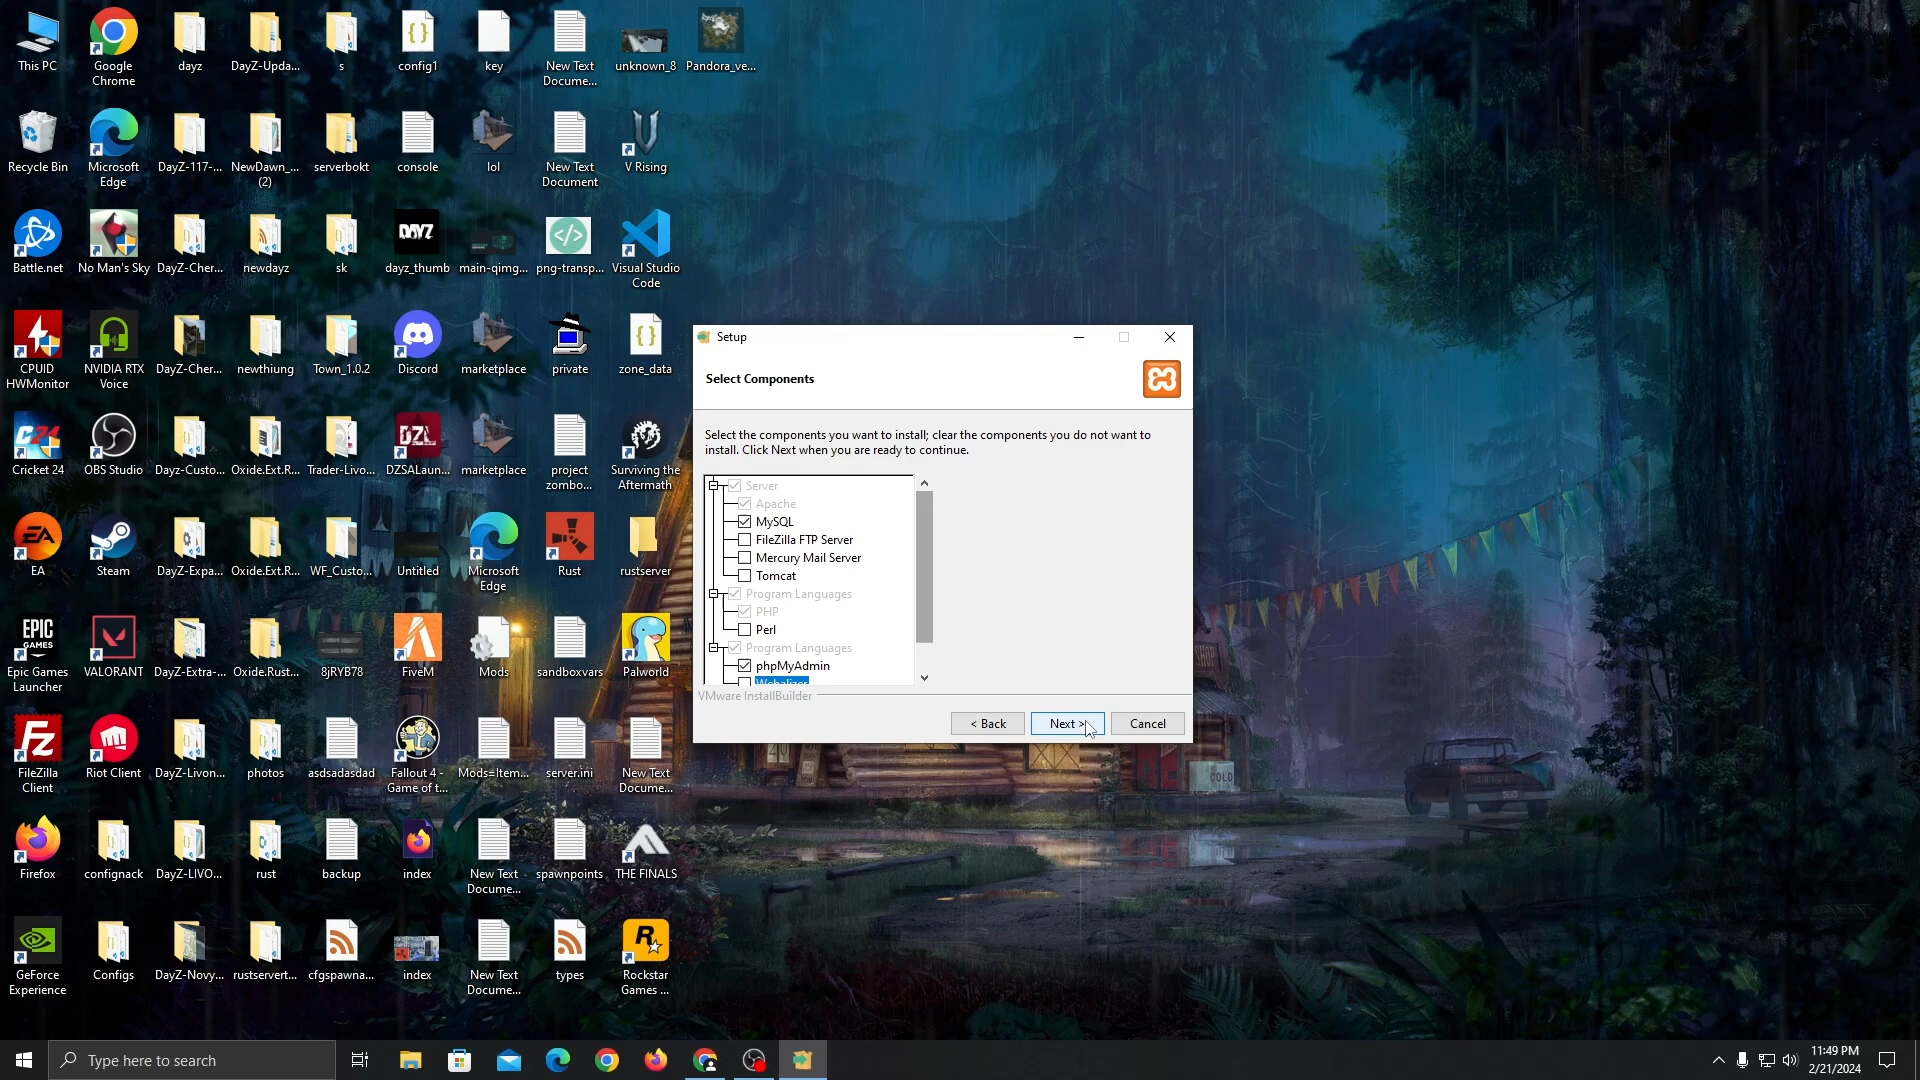 This PC
Google
Chrome
dayz
DayZ-Upda...
s
config1
key
New Text
Docume...
unknown_8
Pandora_ve...
Recycle Bin
Microsoft
Edge
DayZ-117-...
NewDawn_...
(2)
serverbokt
console
lol
New Text
Document
V Rising
Battle.net
No Man's Sky
DayZ-Cher...
newdayz
sk
DAYZ
dayz_thumb
main-qimg...
png-transp...
Visual Studio
Code
CPUID
HWMonitor
NVIDIA RTX
Voice
DayZ-Cher...
newthiung
Town_1.0.2
Discord
marketplace
private
zone_data
Cricket 24
OBS Studio
Dayz-Custo...
Oxide.Ext.R...
Trader-Livo...
DZL
DZSALaun...
marketplace
project
zombo...
Surviving the
Aftermath
EA
EA
Steam
DayZ-Expa...
Oxide.Ext.R...
WF_Custo...
Untitled
Microsoft
Edge
Rust
rustserver
EPIC
GAMES
Epic Games
Launcher
VALORANT
DayZ-Extra-...
Oxide.Rust...
8jRYB78
FiveM
Mods
sandboxvars
Palworld
Fz
FileZilla
Client
Riot Client
DayZ-Livon...
photos
asdsadasdad
Fallout 4 -
Game of t...
Mods=Item...
server.ini
New Text
Docume...
Firefox
confignack
DayZ-LIVO...
rust
backup
index
New Text
Docume...
spawnpoints
THE FINALS
GeForce
Experience
Configs
DayZ-Novy...
rustservert...
cfgspawna...
index
New Text
Docume...
types
Rockstar
Games ...
Setup
Select Components
Select the components you want to install; clear the components you do not want to
install. Click Next when you are ready to continue.
Server
Apache
MySQL
FileZilla FTP Server
Mercury Mail Server
Tomcat
Program Languages
PHP
Perl
Program Languages
phpMyAdmin
Webalizer
VMware InstallBuilder
< Back
Next >
Cancel
COLD
Type here to search
11:49 PM
2/21/2024